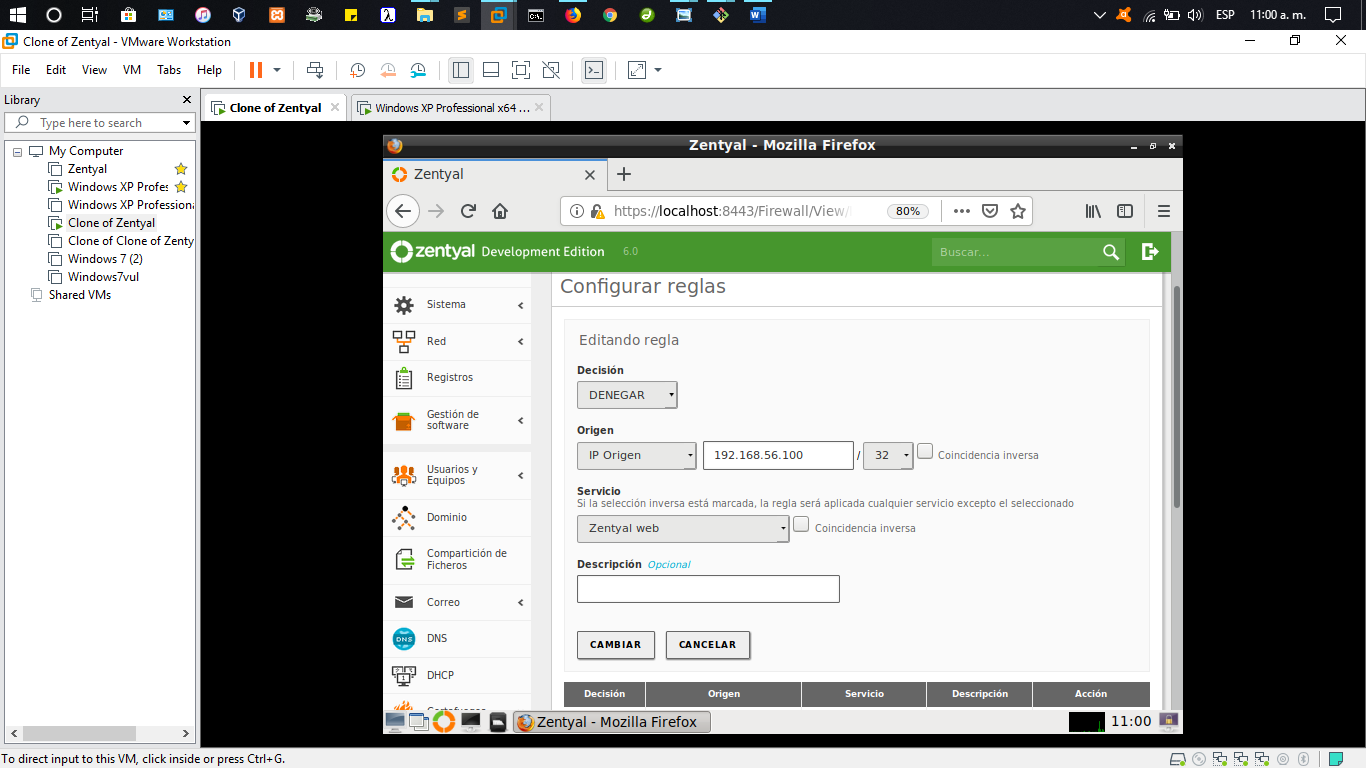 ESP
11:00 a. m.
Clone of Zentyal - VMware Workstation
File Edit View VM Tabs Help
Library
Type here to search
My Computer
Zentyal
Windows XP Profes
Windows XP Professiona
Clone of Zentyal
Clone of Clone of Zenty
Windows 7 (2)
Windows7vul
Shared VMs
Clone of Zentyal
Windows XP Professional x64 ...
Zentyal - Mozilla Firefox
Zentyal
https://localhost:8443/Firewall/View/
80%
zentyal Development Edition 6.0
Buscar...
Sistema
Red
Registros
Gestión de
software
Usuarios y
Equipos
Dominio
Compartición de
Ficheros
Correo
DNS
DHCP
Configurar reglas
Editando regla
Decisión
DENEGAR
Origen
IP Origen 192.168.56.100 / 32 Coincidencia inversa
Servicio
Si la selección inversa está marcada, la regla será aplicada cualquier servicio excepto el seleccionado
Zentyal web Coincidencia inversa
Descripción Opcional
CAMBIAR CANCELAR
Decisión Origen Servicio Descripción Acción
Zentyal - Mozilla Firefox
11:00
To direct input to this VM, click inside or press Ctrl+G.